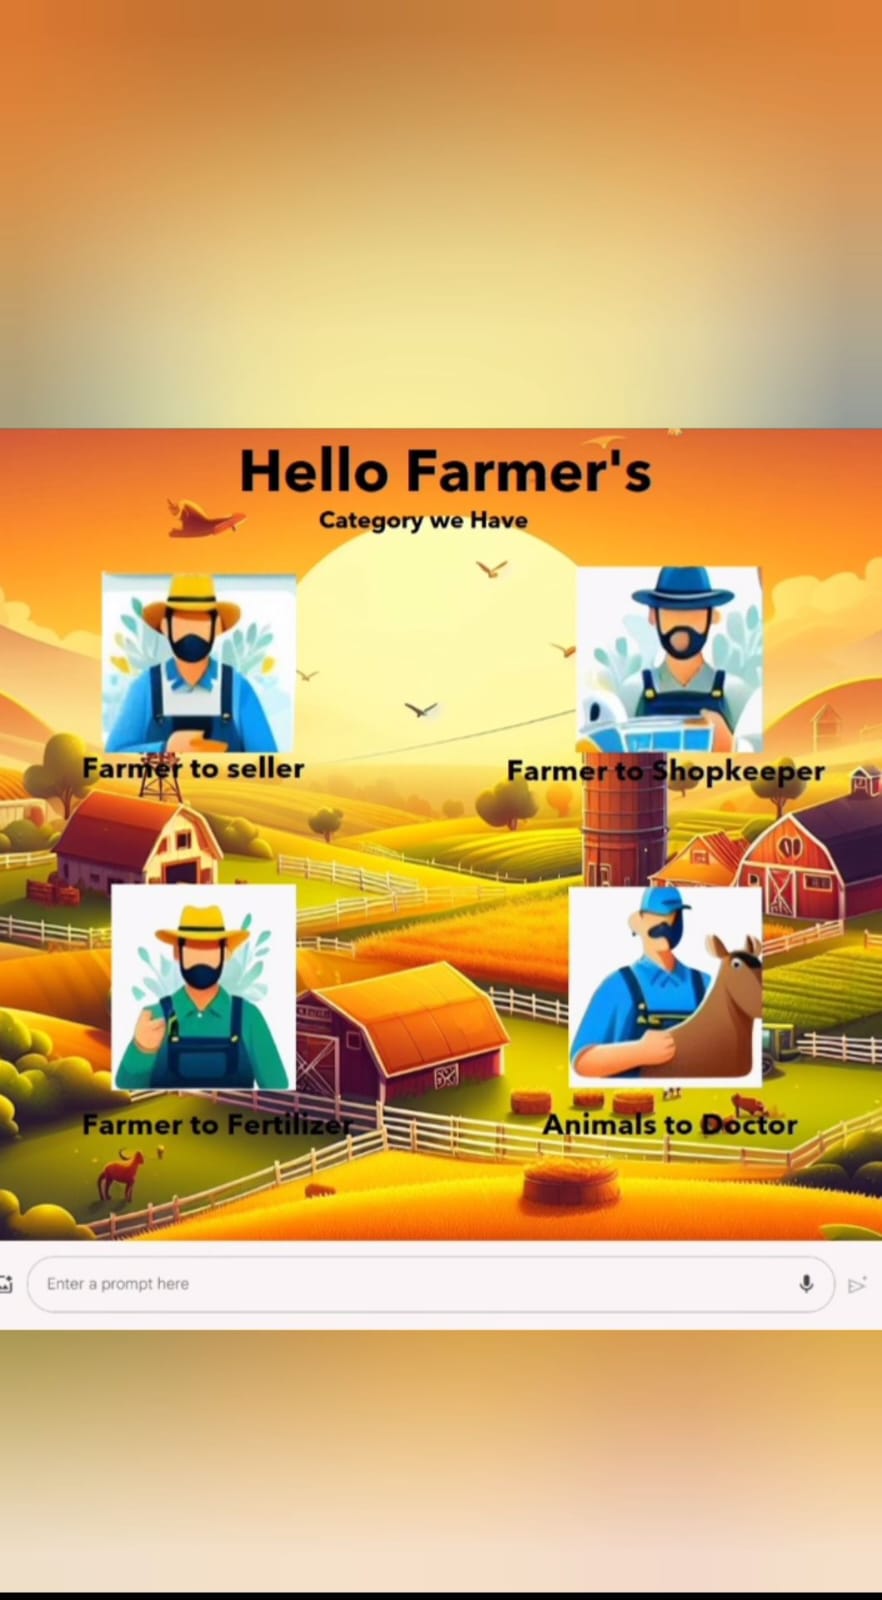 Hello Farmer's
Category we Have
Farmer to seller
Farmer to Shopkeeper
Farmer to Fertilizer
Animals to Doctor
Enter a prompt here